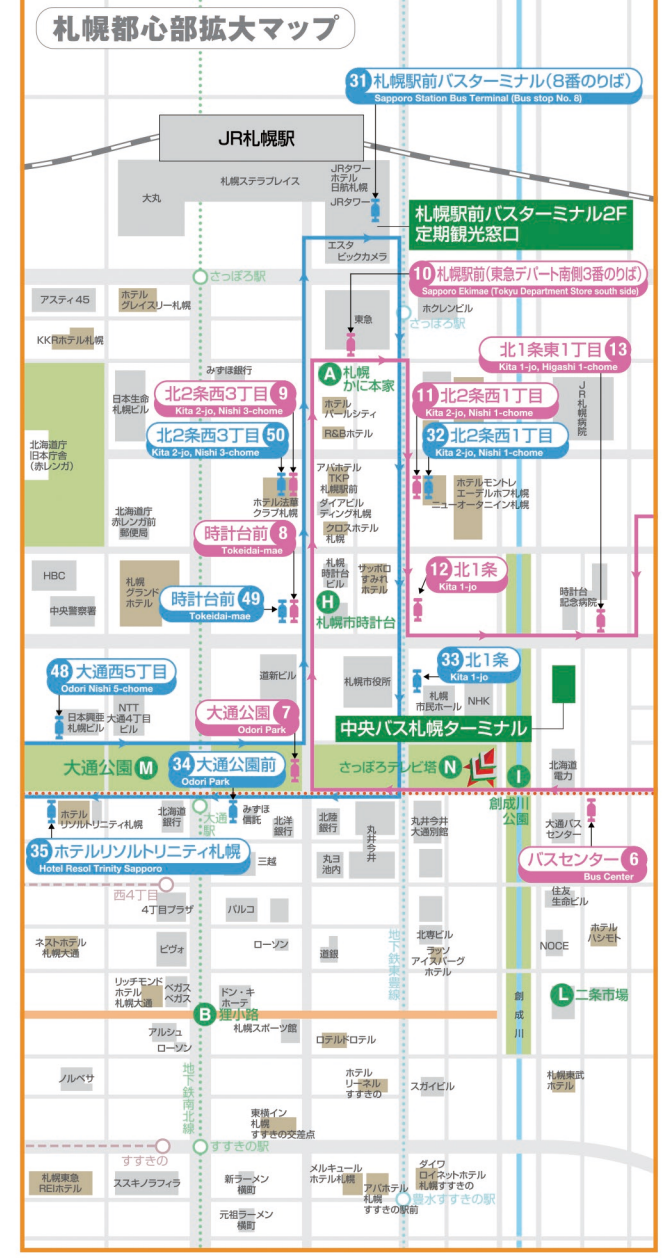 札幌都心部拡大マップ
31 札幌駅前バスターミナル(8番のりば)
Sapporo Station Bus Terminal (Bus stop No. 8)
JR札幌駅
札幌ステラプレイス
大丸
JRタワー
ホテル
日航札幌
JRタワー
札幌駅前バスターミナル2F
定期観光窓口
エスタ
ビックカメラ
さっぽろ駅
10 札幌駅前(東急デパート南側3番のりば)
Sapporo Ekimae (Tokyu Department Store south side)
アスティ45
ホテル
グレイスリー札幌
東急
ホクレンビル
さっぽろ駅
KKRホテル札幌
北1条東1丁目 13
Kita 1-jo, Higashi 1-chome
みずほ銀行
A 札幌
かに本家
日本生命
札幌ビル
北2条西3丁目 9
Kita 2-jo, Nishi 3-chome
ホテル
パールシティ
11 北2条西1丁目
Kita 2-jo, Nishi 1-chome
JR札幌病院
北海道庁
旧本庁舎
(赤レンガ)
北2条西3丁目 50
Kita 2-jo, Nishi 3-chome
R&Bホテル
32 北2条西1丁目
Kita 2-jo, Nishi 1-chome
アパホテル
TKP
札幌駅前
ホテルモントレ
エーデルホフ札幌
ニューオータニイン札幌
ホテル法華
クラブ札幌
ダイアビル
ディング札幌
北海道庁
赤レンガ前
郵便局
時計台前 8
Tokeidai-mae
クロスホテル
札幌
HBC
札幌
グランド
ホテル
札幌
時計台
ビル
サッポロ
すみれ
ホテル
12 北1条
Kita 1-jo
中央警察署
時計台前 49
Tokeidai-mae
H
札幌市時計台
時計台
記念病院
48 大通西5丁目
Odori Nishi 5-chome
道新ビル
札幌市役所
33 北1条
Kita 1-jo
札幌
市民ホール
NHK
日本興亜
札幌ビル
NTT
大通4丁目
ビル
大通公園 7
Odori Park
中央バス札幌ターミナル
大通公園 M
34 大通公園前
Odori Park
さっぽろテレビ塔 N
I
創成川
公園
北海道
電力
ホテル
リソルトリニティ札幌
北海道
銀行
大通
駅
みずほ
信託
北洋
銀行
北陸
銀行
丸井今井
丸井今井
大通別館
大通バス
センター
35 ホテルリソルトリニティ札幌
Hotel Resol Trinity Sapporo
三越
丸ヨ
池内
バスセンター 6
Bus Center
西4丁目
4丁目プラザ
パルコ
住友
生命ビル
ネストホテル
札幌大通
ピヴォ
ローソン
道銀
地下鉄東豊線
北専ビル
ラッソ
アイスバーグ
ホテル
NOCE
ホテル
ハシモト
リッチモンド
ホテル
札幌大通
ベガス
ベガス
ドン・キ
ホーテ
創成川
L 二条市場
B 狸小路
アルシュ
ローソン
札幌スポーツ館
ロテルドロテル
ノルベサ
地下鉄南北線
ホテル
リーネル
すすきの
スガイビル
札幌東武
ホテル
東横イン
札幌
すすきの交差点
すすきの
すすきの駅
札幌東急
REIホテル
ススキノラフィラ
新ラーメン
横町
メルキュール
ホテル札幌
アパホテル
札幌
すすきの駅前
ダイワ
ロイネットホテル
札幌すすきの
豊水すすきの駅
元祖ラーメン
横町